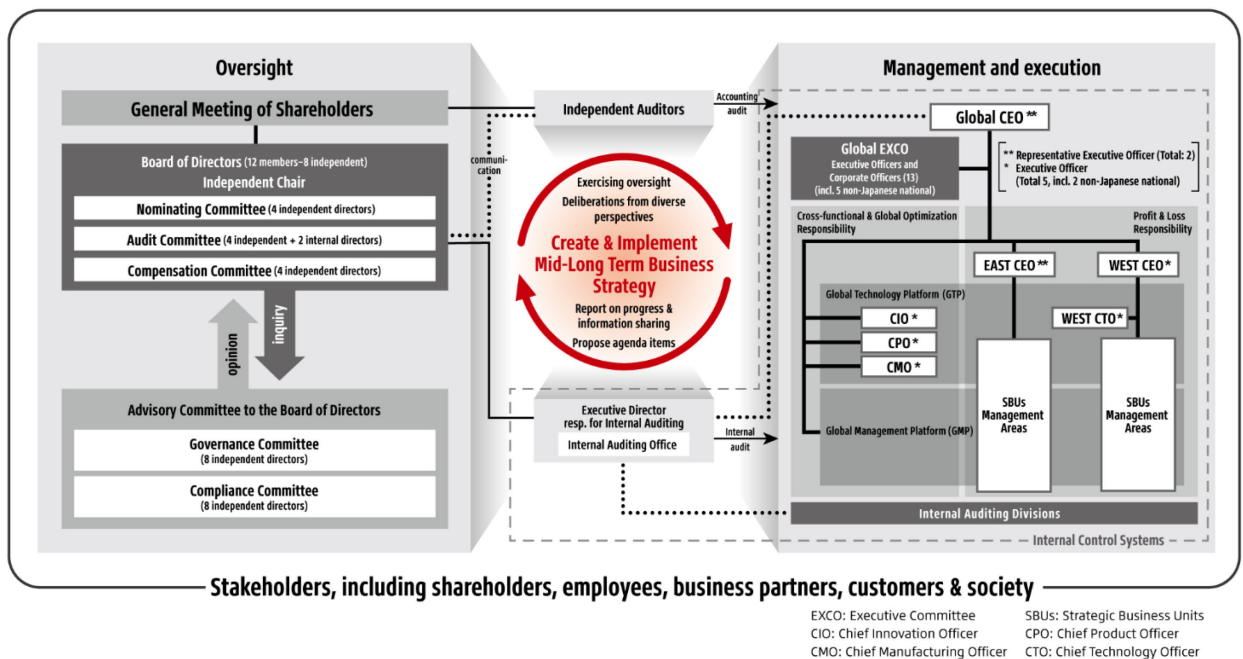 Oversight
General Meeting of Shareholders
Board of Directors (12 members–8 independent)
Independent Chair
Nominating Committee (4 independent directors)
Audit Committee (4 independent + 2 internal directors)
Compensation Committee (4 independent directors)
opinion
inquiry
Advisory Committee to the Board of Directors
Governance Committee
(8 independent directors)
Compliance Committee
(8 independent directors)
communi-
cation
Independent Auditors
Accounting
audit
Exercising oversight
Deliberations from diverse
perspectives
Create & Implement
Mid-Long Term Business
Strategy
Report on progress &
information sharing
Propose agenda items
Executive Director
resp. for Internal Auditing
Internal Auditing Office
Internal
audit
Management and execution
Global CEO **
Global EXCO
Executive Officers and
Corporate Officers (13)
(incl. 5 non-Japanese national)
** Representative Executive Officer (Total: 2)
* Executive Officer
(Total 5, incl. 2 non-Japanese national)
Cross-functional & Global Optimization
Responsibility
Profit & Loss
Responsibility
EAST CEO **
WEST CEO *
Global Technology Platform (GTP)
CIO *
CPO *
CMO *
WEST CTO *
SBUs
Management
Areas
SBUs
Management
Areas
Global Management Platform (GMP)
Internal Auditing Divisions
Internal Control Systems
Stakeholders, including shareholders, employees, business partners, customers & society
EXCO: Executive Committee
SBUs: Strategic Business Units
CIO: Chief Innovation Officer
CPO: Chief Product Officer
CMO: Chief Manufacturing Officer
CTO: Chief Technology Officer